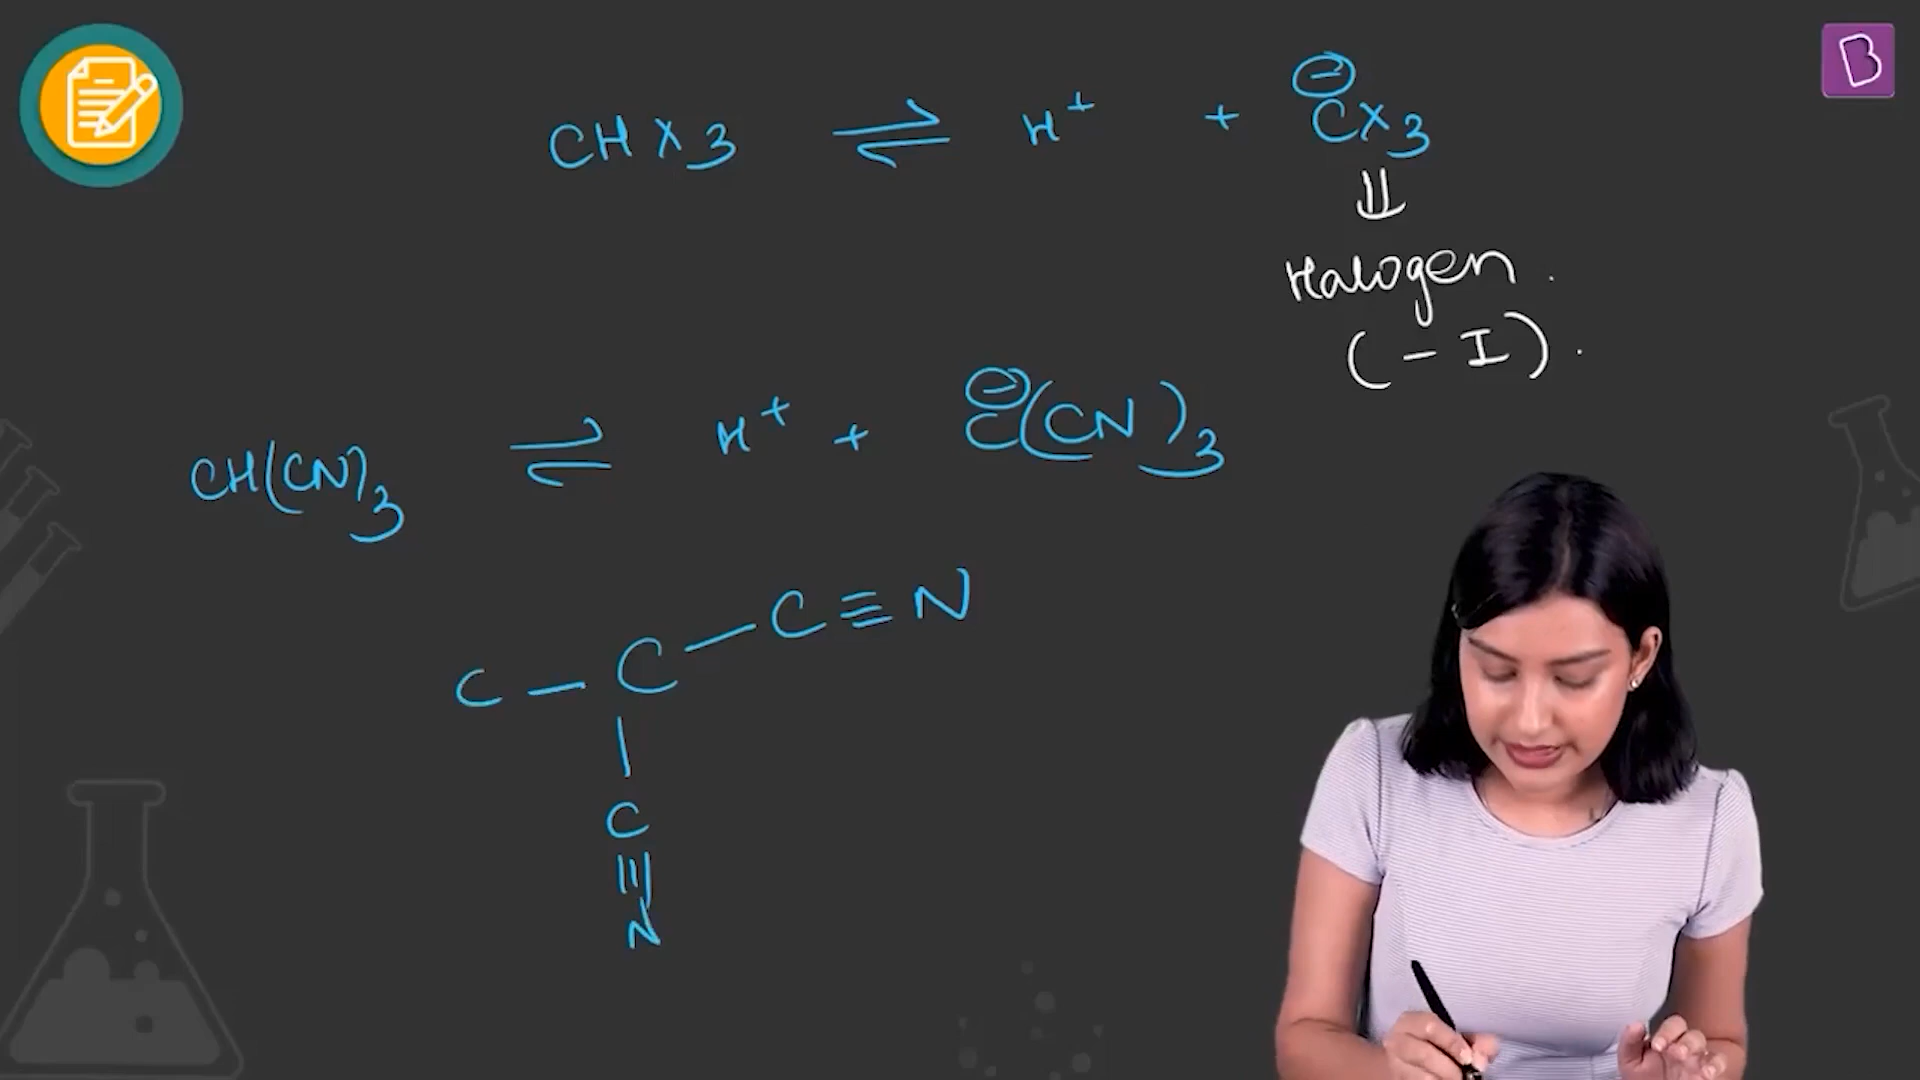 CHX3 ⇌ H+ + ⊖CX3
⇓
Halogen.
(-I).
CH(CN)3 ⇌ H+ + ⊖C(CN)3
C - C - C≡N
|
C
|||
N
B